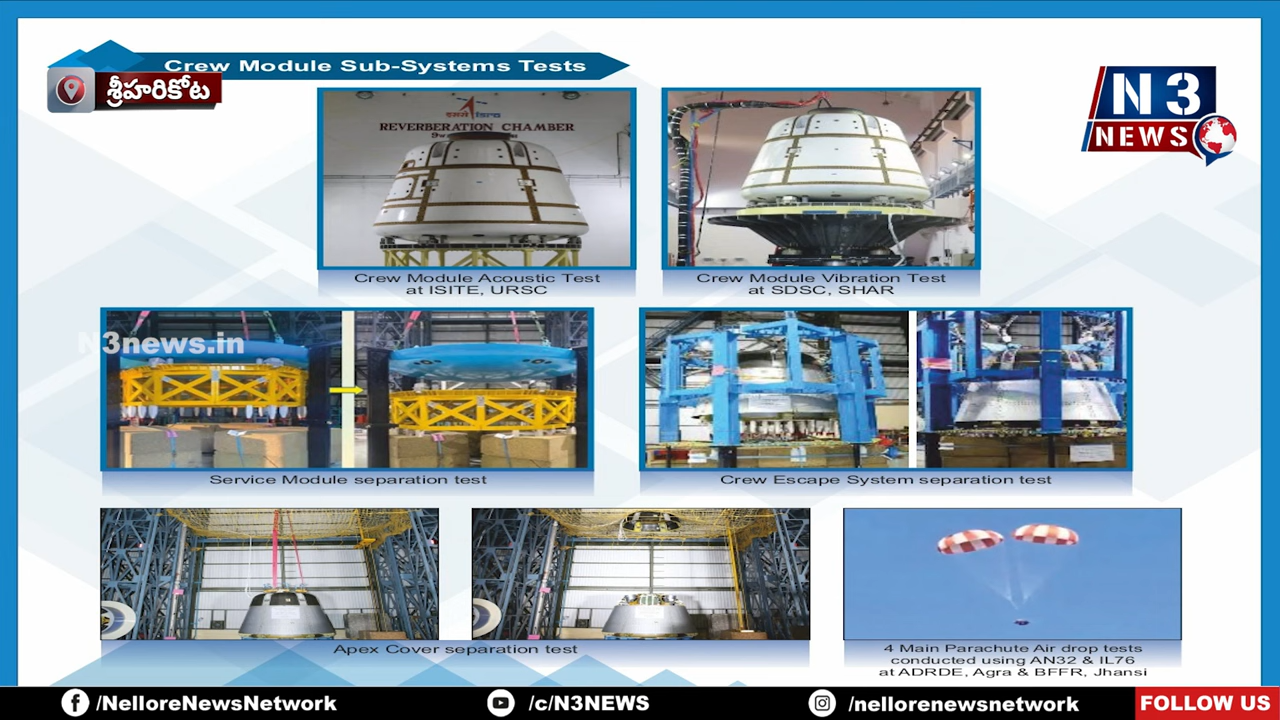 Crew Module Sub-Systems Tests
శ్రీహరికోట
N3
NEWS
इसरो isro
REVERBERATION CHAMBER
Crew Module Acoustic Test
at ISITE, URSC
Crew Module Vibration Test
at SDSC, SHAR
N3news.in
Service Module separation test
Crew Escape System separation test
Apex Cover separation test
4 Main Parachute Air drop tests
conducted using AN32 & IL76
at ADRDE, Agra & BFFR, Jhansi
/NelloreNewsNetwork
/c/N3NEWS
/nellorenewsnetwork
FOLLOW US